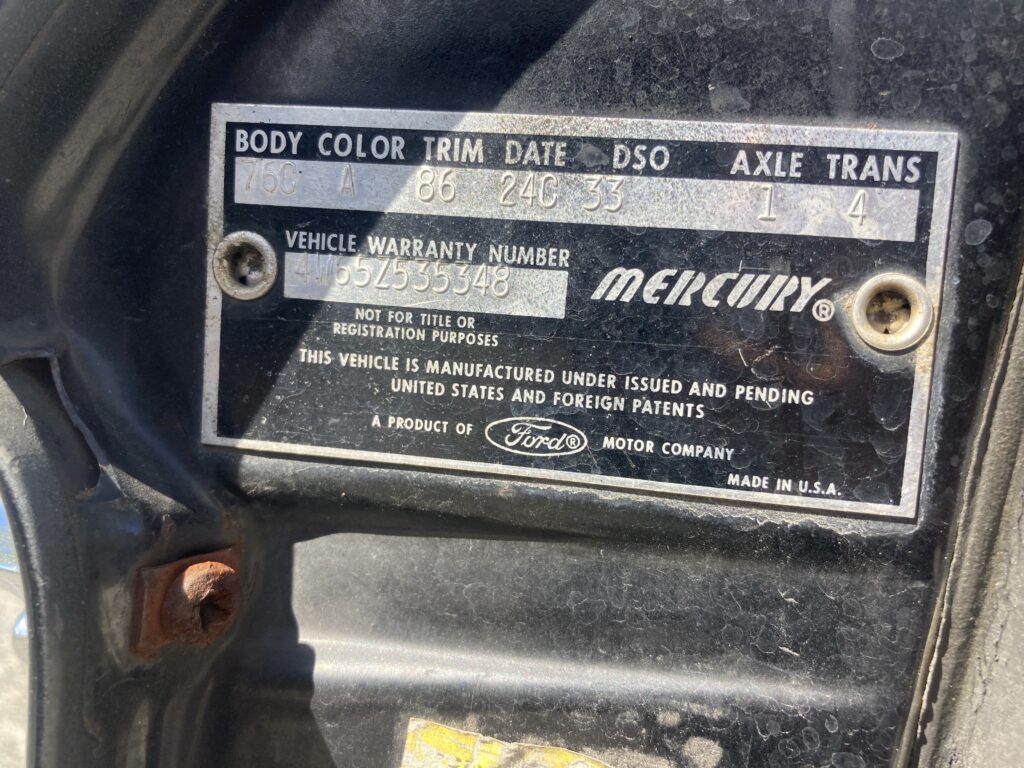 BODY COLOR TRIM DATE DSO AXLE TRANS
76C A 86 24C 33 1 4
VEHICLE WARRANTY NUMBER
4W65Z535348
MERCURY®
NOT FOR TITLE OR
REGISTRATION PURPOSES
THIS VEHICLE IS MANUFACTURED UNDER ISSUED AND PENDING
UNITED STATES AND FOREIGN PATENTS
A PRODUCT OF Ford® MOTOR COMPANY
MADE IN U.S.A.